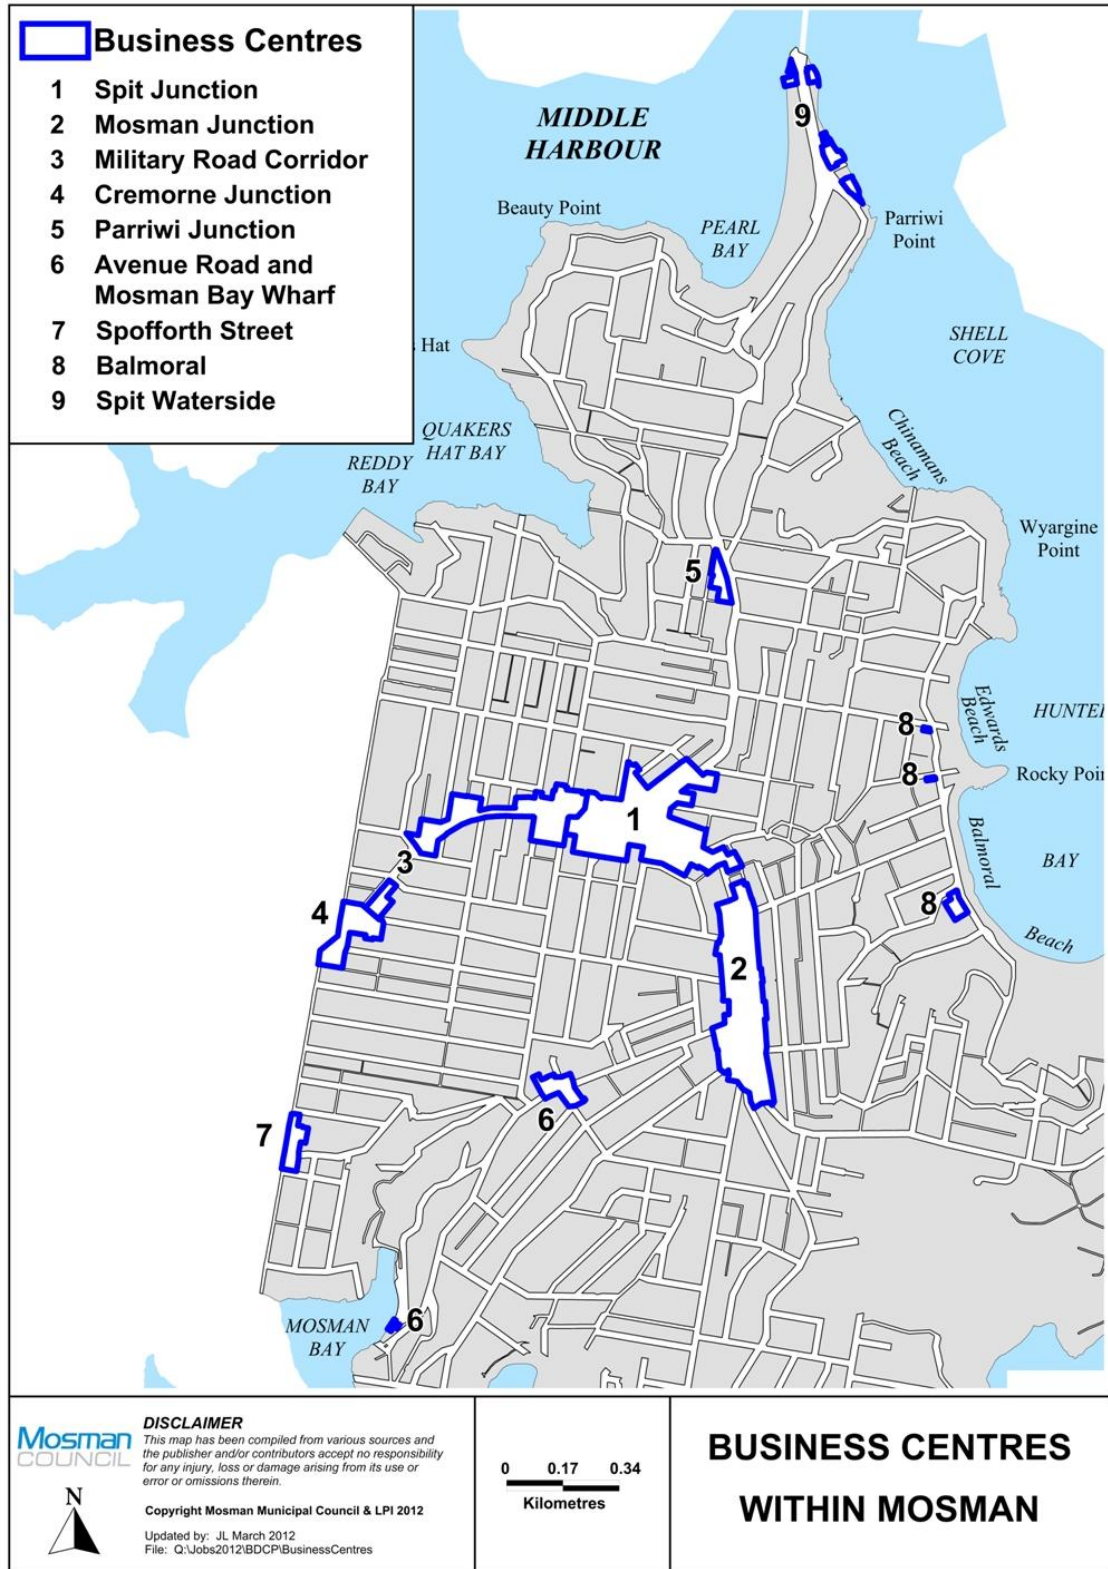 Business Centres
1 Spit Junction
2 Mosman Junction
3 Military Road Corridor
4 Cremorne Junction
5 Parriwi Junction
6 Avenue Road and
Mosman Bay Wharf
7 Spofforth Street
8 Balmoral
9 Spit Waterside
MIDDLE
HARBOUR
9
Beauty Point
PEARL
BAY
Parriwi
Point
SHELL
COVE
Hat
QUAKERS
HAT BAY
REDDY
BAY
Chinamans
Beach
Wyargine
Point
5
Edwards
Beach
HUNTER
8
8
Rocky Poin
1
3
Balmoral
BAY
4
8
Beach
2
6
7
6
MOSMAN
BAY
Mosman
COUNCIL
DISCLAIMER
This map has been compiled from various sources and
the publisher and/or contributors accept no responsibility
for any injury, loss or damage arising from its use or
error or omissions therein.
N
Copyright Mosman Municipal Council & LPI 2012
Updated by: JL March 2012
File: Q:\Jobs2012\BDCP\BusinessCentres
0 0.17 0.34
Kilometres
BUSINESS CENTRES
WITHIN MOSMAN